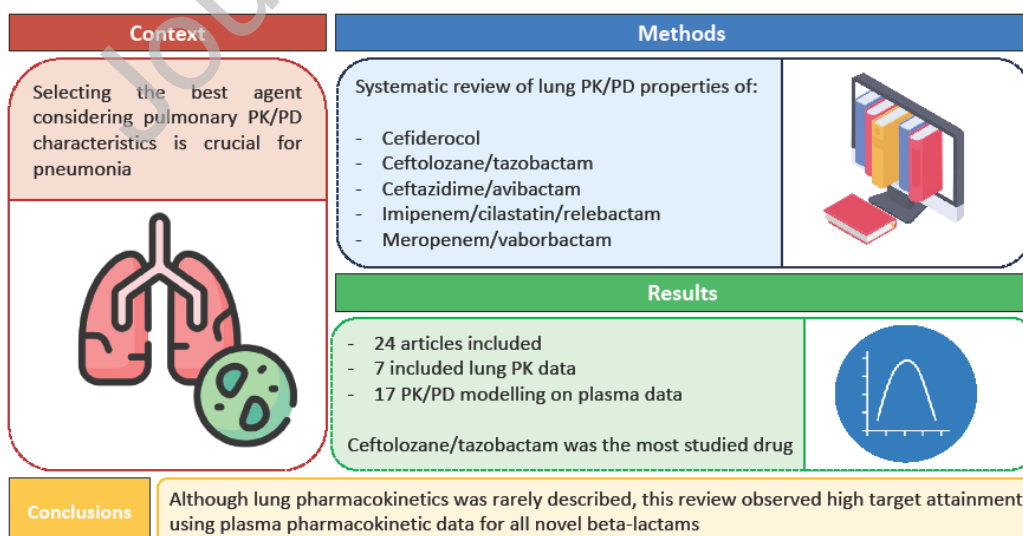 Context
Selecting the best agent
considering pulmonary PK/PD
characteristics is crucial for
pneumonia
Methods
Systematic review of lung PK/PD properties of:
- Cefiderocol
- Ceftolozane/tazobactam
- Ceftazidime/avibactam
- Imipenem/cilastatin/relebactam
- Meropenem/vaborbactam
Results
- 24 articles included
- 7 included lung PK data
- 17 PK/PD modelling on plasma data
Ceftolozane/tazobactam was the most studied drug
Conclusions
Although lung pharmacokinetics was rarely described, this review observed high target attainment
using plasma pharmacokinetic data for all novel beta-lactams